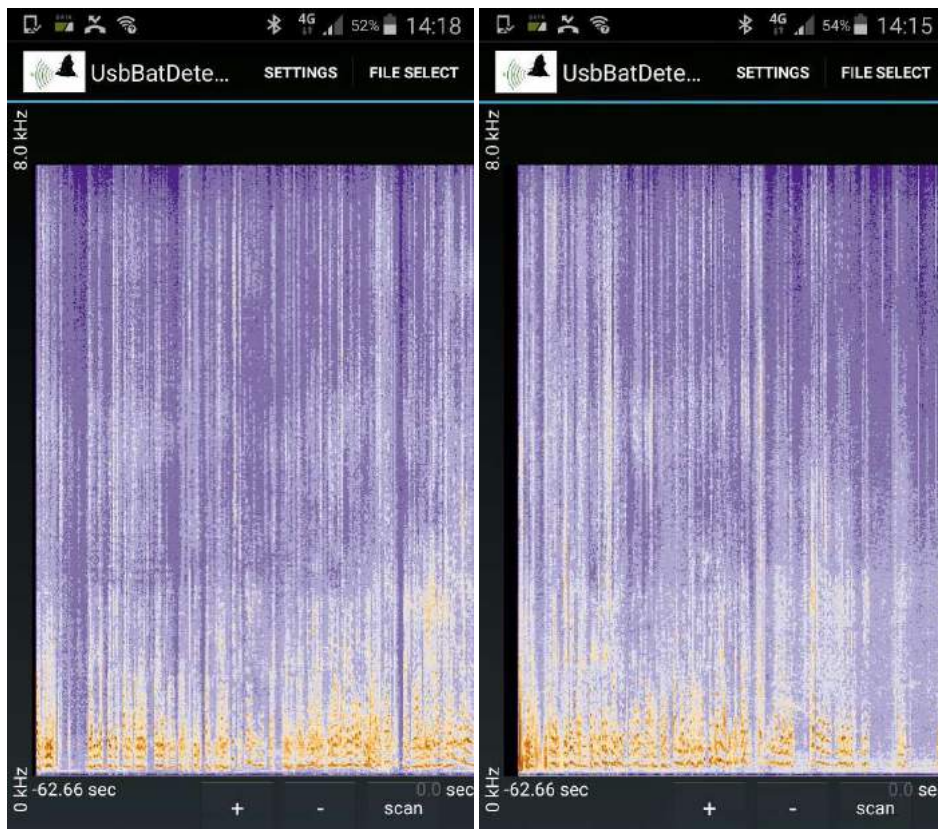 4G 52% 14:18
UsbBatDete... SETTINGS FILE SELECT
8.0 kHz
0 kHz
-62.66 sec 0.0 sec
+ - scan
4G 54% 14:15
UsbBatDete... SETTINGS FILE SELECT
8.0 kHz
0 kHz
-62.66 sec 0.0 se
+ - scan